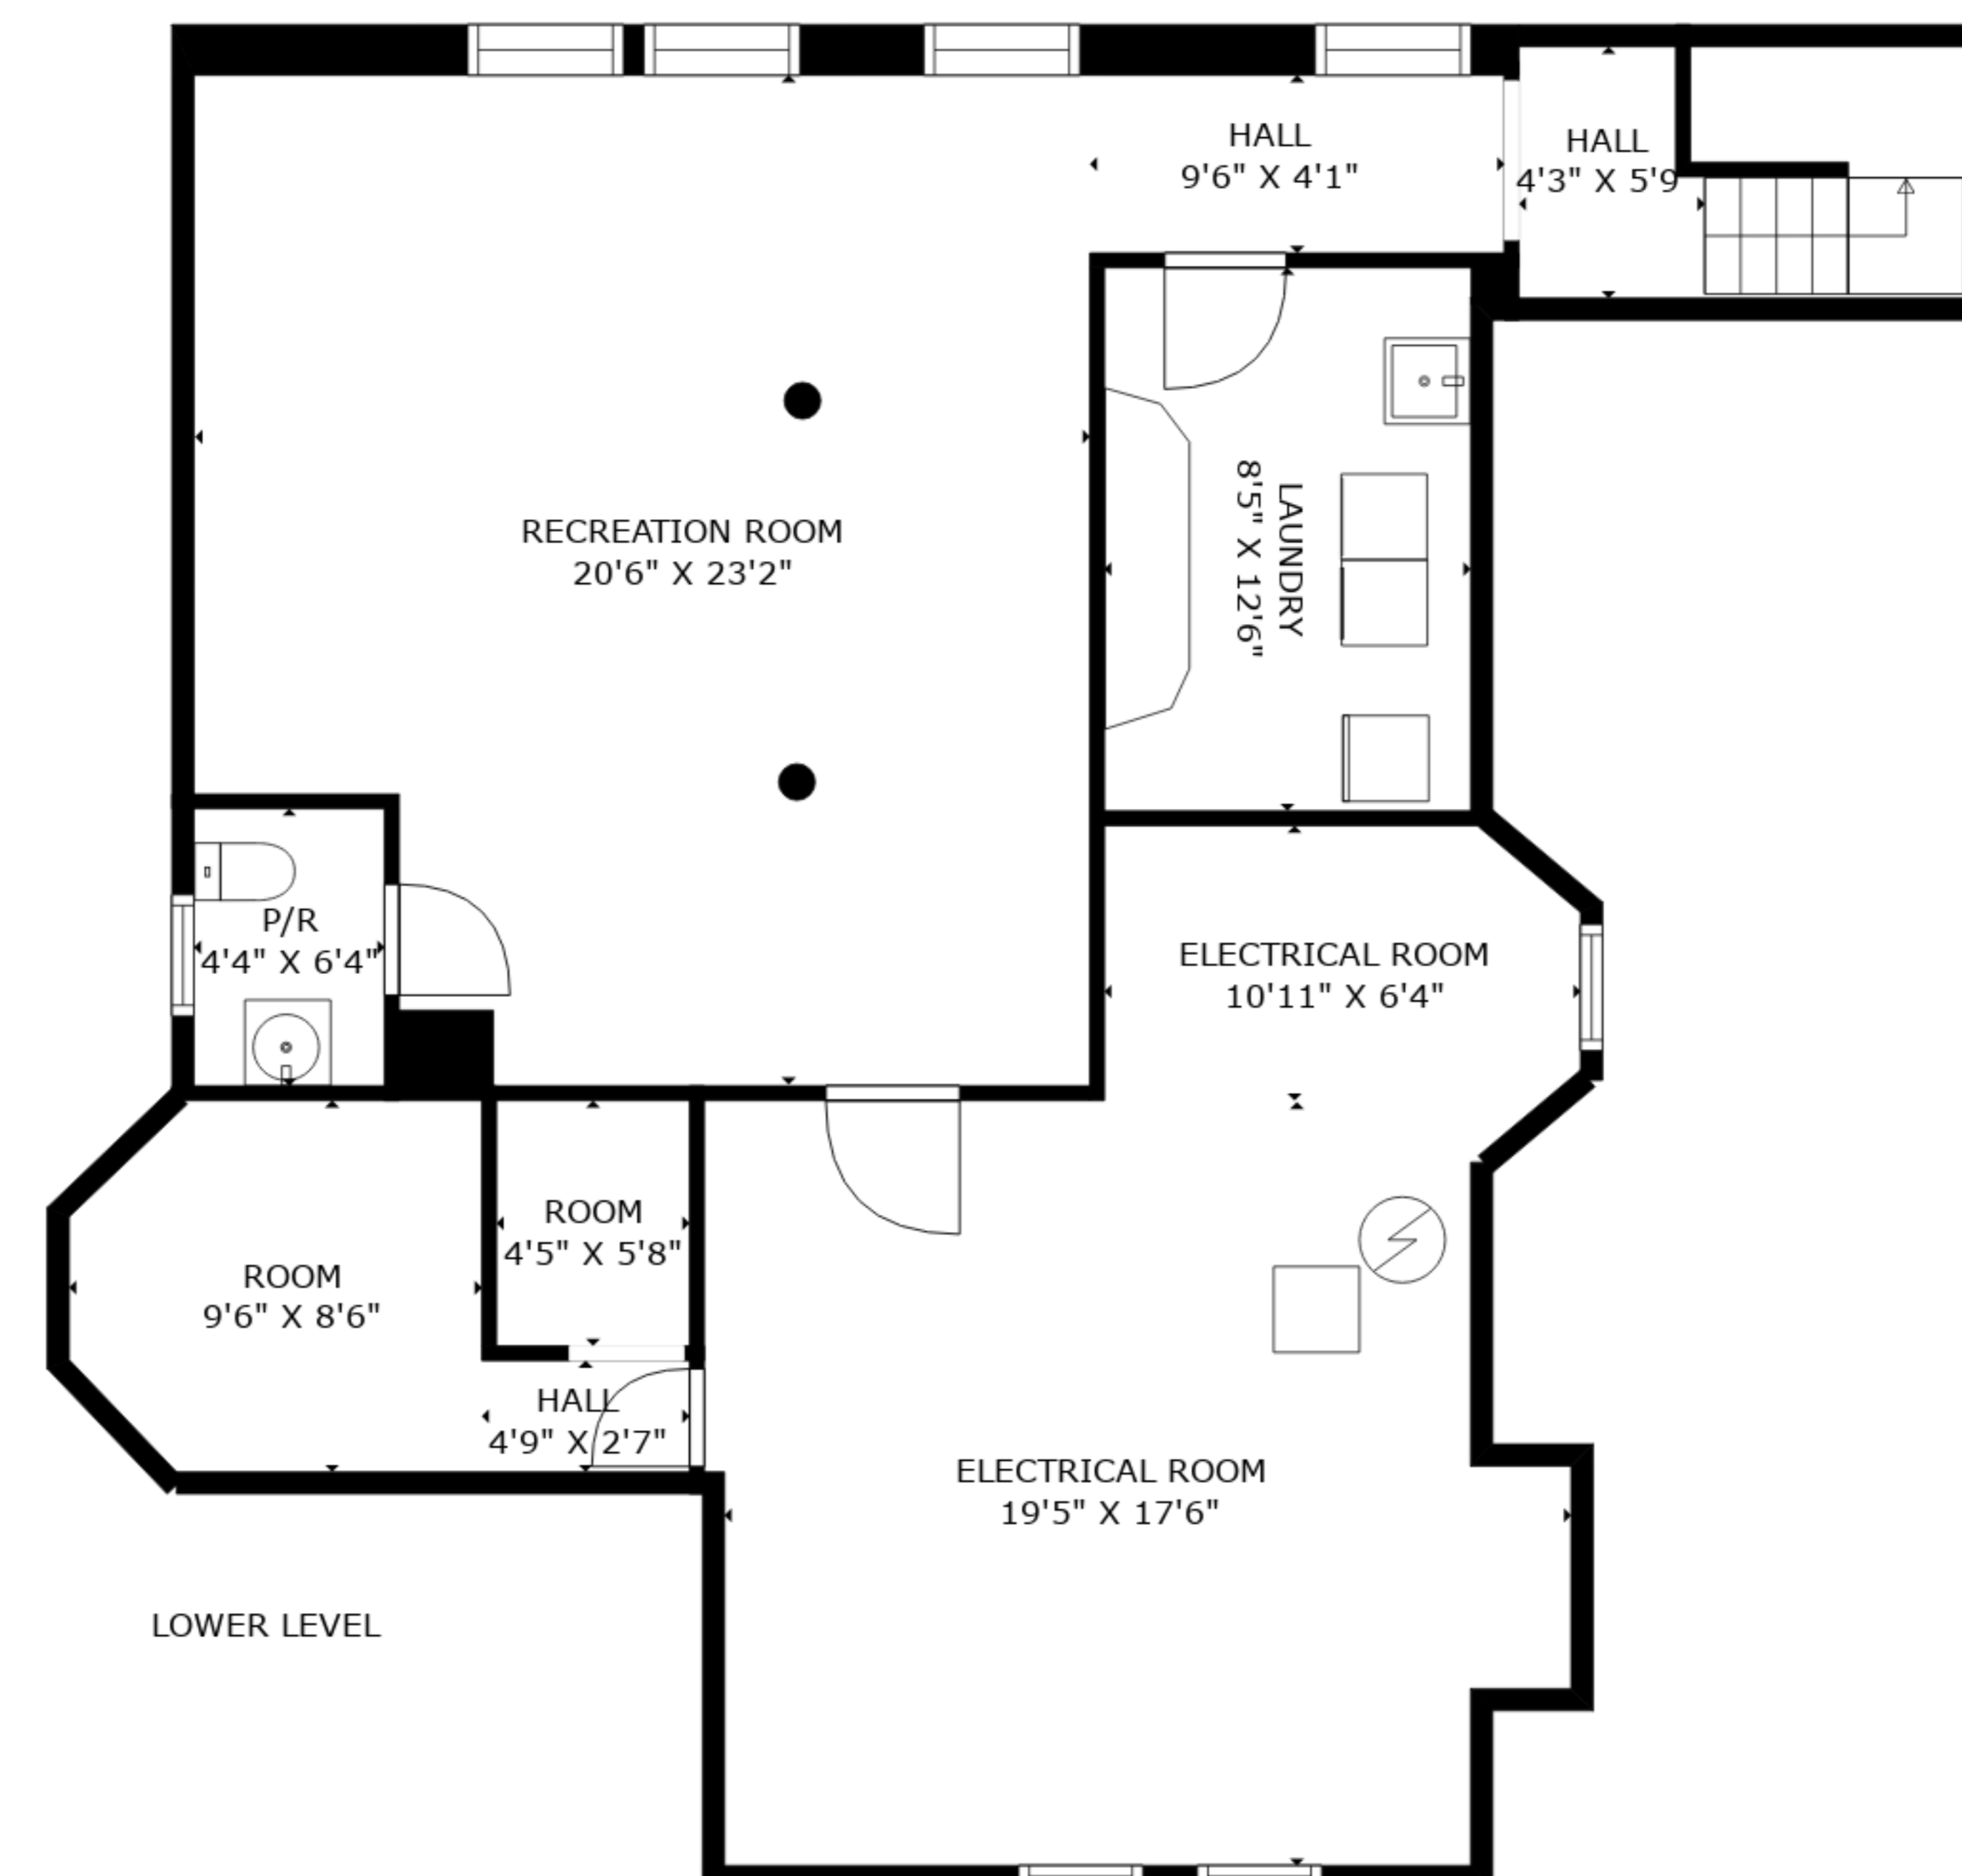 HALL
9'6" X 4'1"
HALL
4'3" X 5'9
RECREATION ROOM
20'6" X 23'2"
LAUNDRY
8'5" X 12'6"
P/R
4'4" X 6'4"
ELECTRICAL ROOM
10'11" X 6'4"
ROOM
4'5" X 5'8"
ROOM
9'6" X 8'6"
HALL
4'9" X 2'7"
ELECTRICAL ROOM
19'5" X 17'6"
LOWER LEVEL